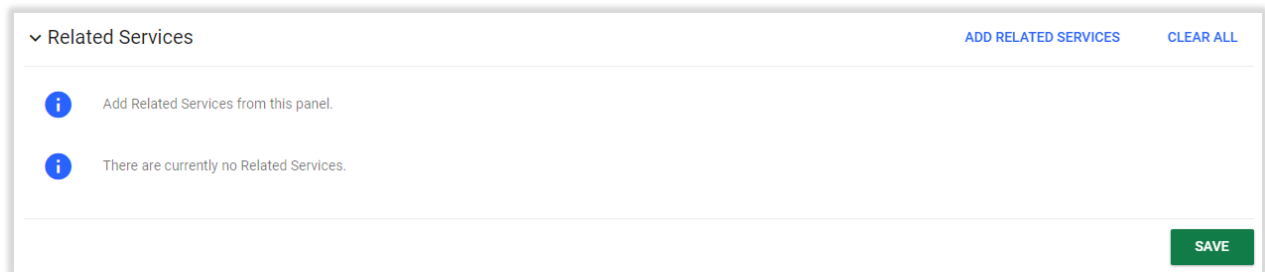 Related Services
ADD RELATED SERVICES
CLEAR ALL
Add Related Services from this panel.
There are currently no Related Services.
SAVE